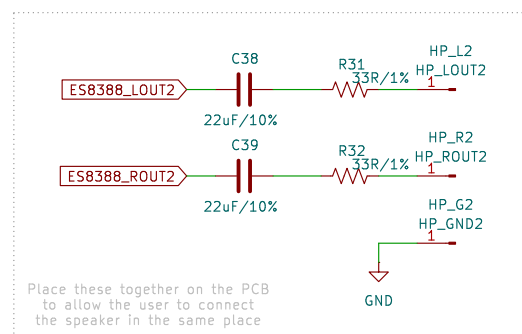 C38
R31
33R/1%
HP_L2
HP_LOUT2
1
ES8388_LOUT2
22uF/10%
C39
R32
33R/1%
HP_R2
HP_ROUT2
1
ES8388_ROUT2
22uF/10%
HP_G2
HP_GND2
1
GND
Place these together on the PCB
to allow the user to connect
the speaker in the same place